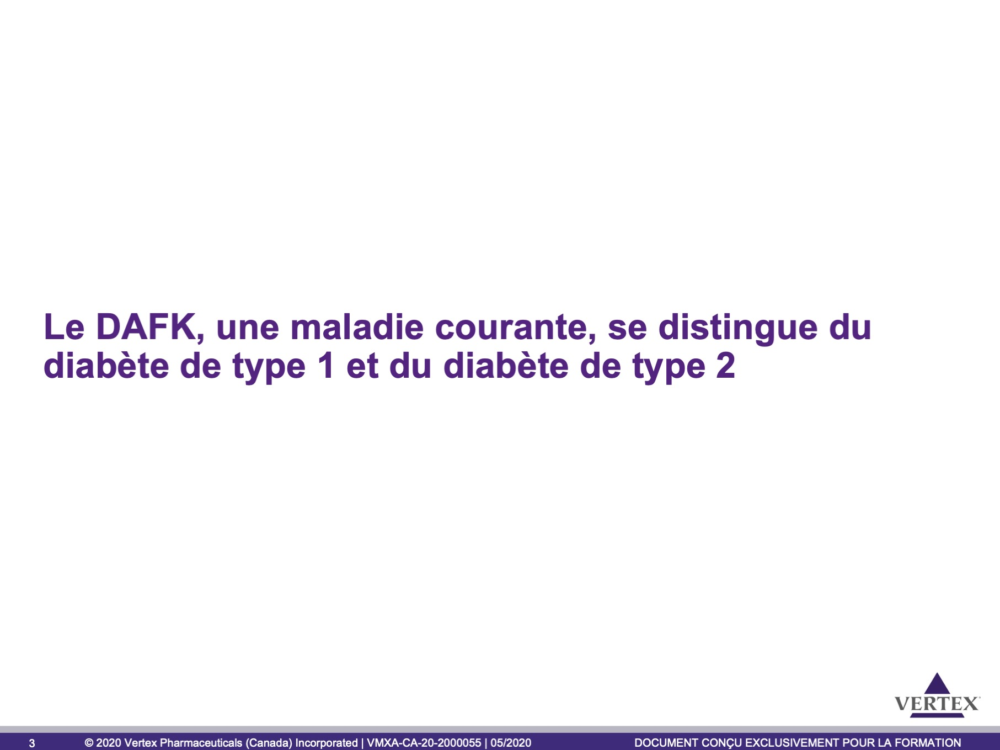 Le DAFK, une maladie courante, se distingue du
diabète de type 1 et du diabète de type 2
VERTEX
3 © 2020 Vertex Pharmaceuticals (Canada) Incorporated | VMXA-CA-20-2000055 | 05/2020 DOCUMENT CONÇU EXCLUSIVEMENT POUR LA FORMATION